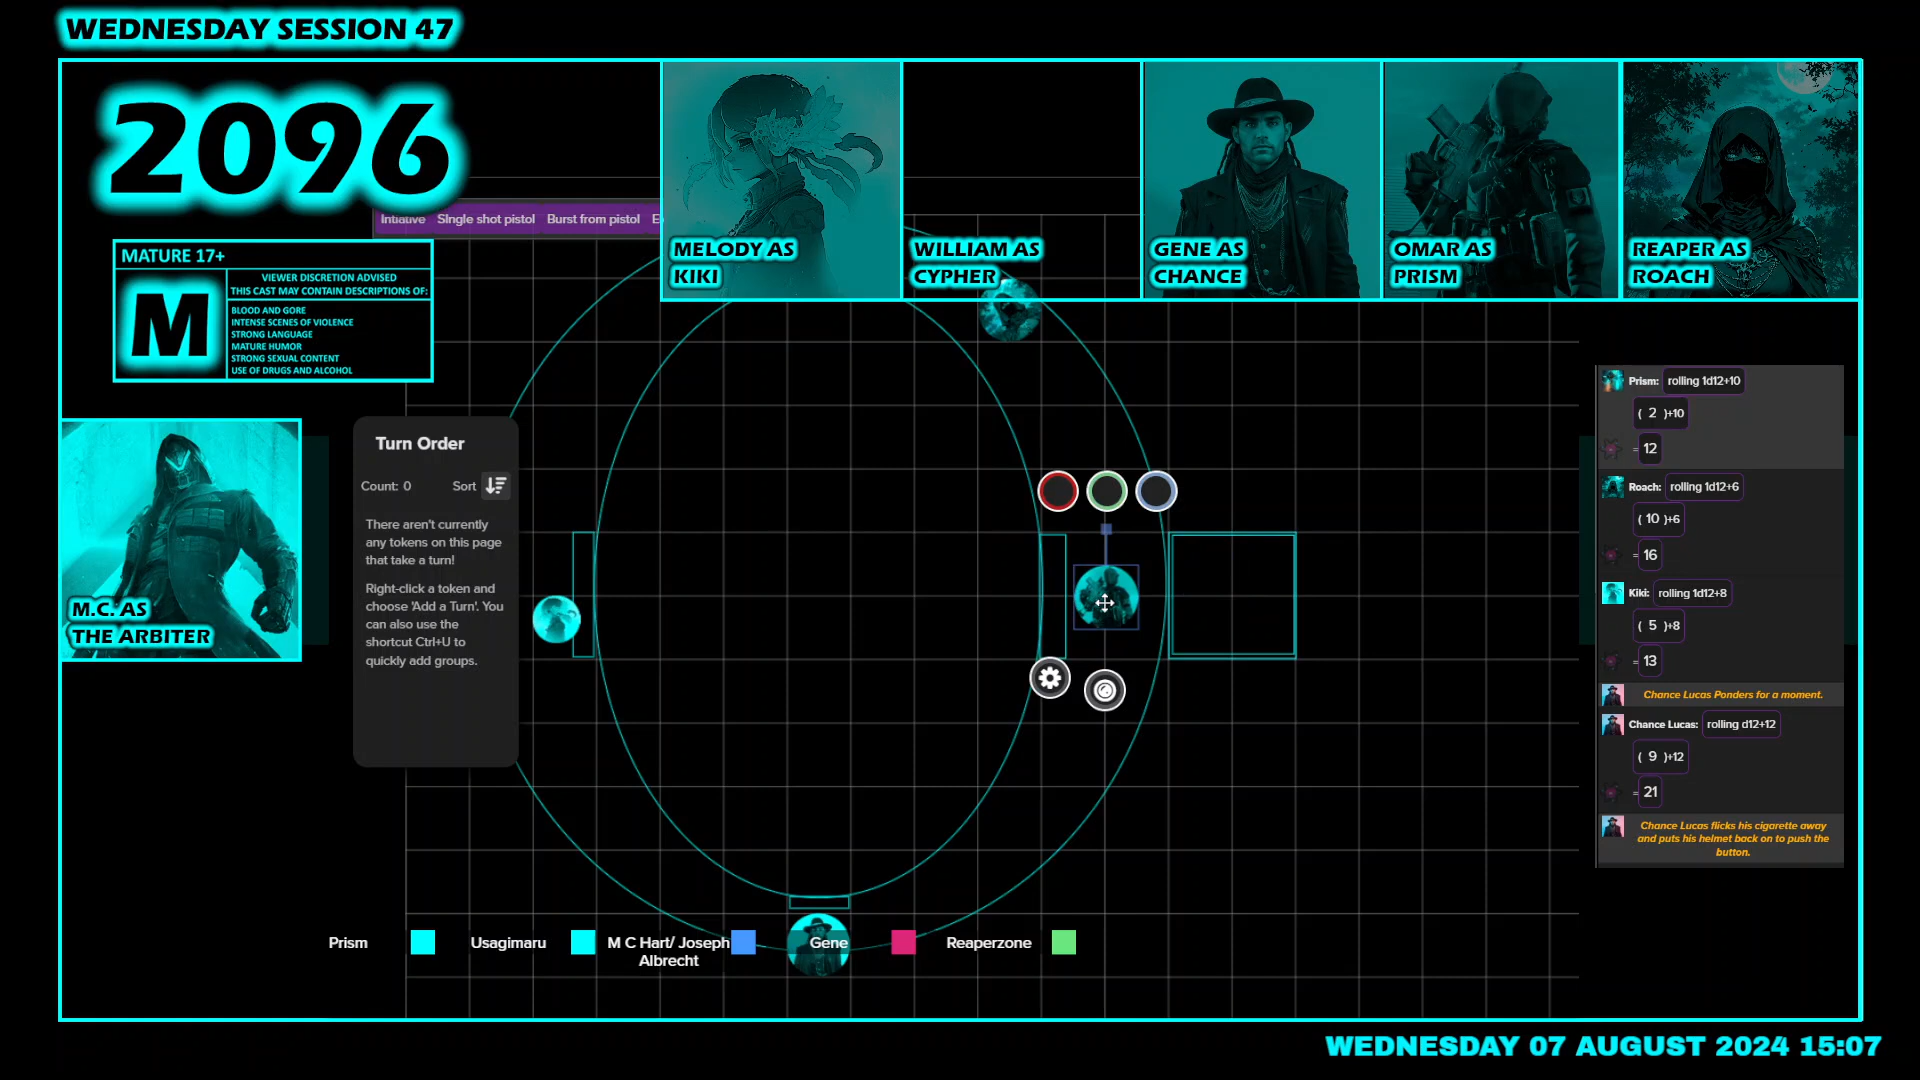 WEDNESDAY SESSION 47
2096
Intiative Single shot pistol Burst from pistol
MELODY AS
KIKI
WILLIAM AS
CYPHER
GENE AS
CHANCE
OMAR AS
PRISM
REAPER AS
ROACH
MATURE 17+
VIEWER DISCRETION ADVISED
THIS CAST MAY CONTAIN DESCRIPTIONS OF:
M
BLOOD AND GORE
INTENSE SCENES OF VIOLENCE
STRONG LANGUAGE
MATURE HUMOR
STRONG SEXUAL CONTENT
USE OF DRUGS AND ALCOHOL
M.C. AS
THE ARBITER
Turn Order
Count: 0 Sort
There aren't currently
any tokens on this page
that take a turn!
Right-click a token and
choose 'Add a Turn'. You
can also use the
shortcut Ctrl+U to
quickly add groups.
Prism: rolling 1d12+10
( 2 )+10
=12
Roach: rolling 1d12+6
( 10 )+6
=16
Kiki: rolling 1d12+8
( 5 )+8
=13
Chance Lucas Ponders for a moment.
Chance Lucas: rolling d12+12
( 9 )+12
=21
Chance Lucas flicks his cigarette away
and puts his helmet back on to push the
button.
Prism Usagimaru M C Hart/ Joseph Gene Reaperzone
Albrecht
WEDNESDAY 07 AUGUST 2024 15:07